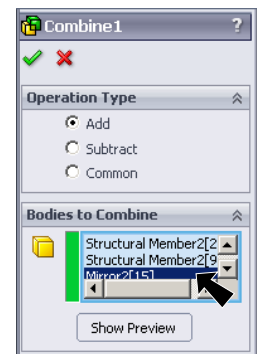 Combine1 ?
Operation Type
Add
Subtract
Common
Bodies to Combine
Structural Member2[2
Structural Member2[9
Mirror2[15]
Show Preview